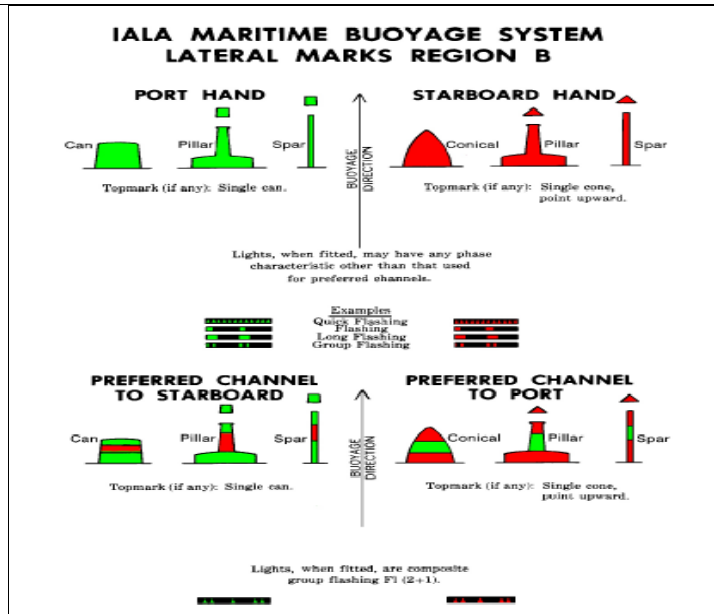 IALA MARITIME BUOYAGE SYSTEM
LATERAL MARKS REGION B
PORT HAND
STARBOARD HAND
Can
Pillar
Spar
BUOYAGE
DIRECTION
Conical
Pillar
Spar
Topmark (if any): Single can.
Topmark (if any): Single cone,
point upward.
Lights, when fitted, may have any phase
characteristic other than that used
for preferred channels.
Examples
Quick Flashing
Flashing
Long Flashing
Group Flashing
PREFERRED CHANNEL
TO STARBOARD
PREFERRED CHANNEL
TO PORT
Can
Pillar
Spar
BUOYAGE
DIRECTION
Conical
Pillar
Spar
Topmark (if any): Single can.
Topmark (if any): Single cone,
point upward.
Lights, when fitted, are composite
group flashing Fl (2+1).